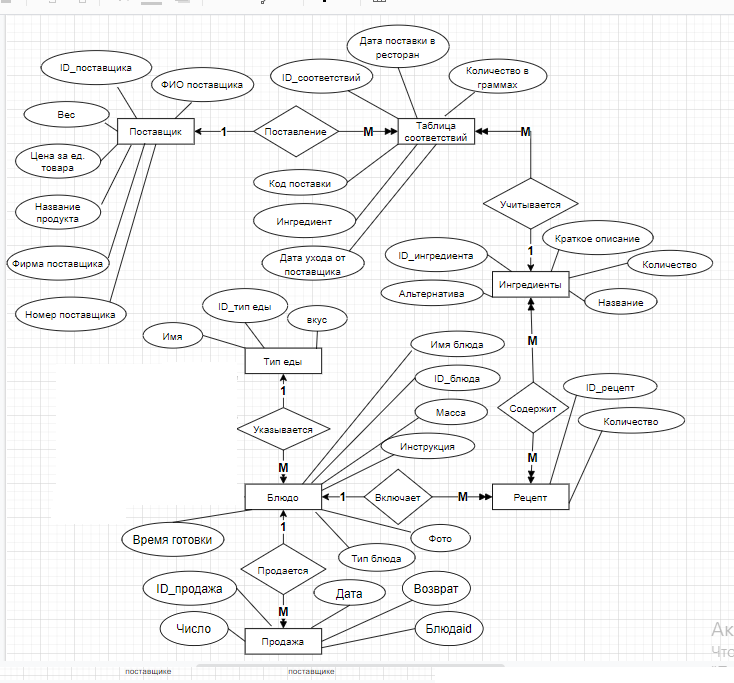 Дата поставки в
ресторан
ID_поставщика
ФИО поставщика
ID_соответствий
Количество в
граммах
Вес
Поставщик
1
Поставление
M
Таблица
соответствий
M
Цена за ед.
товара
Код поставки
Название
продукта
Ингредиент
Учитывается
Фирма поставщика
Дата ухода от
поставщика
1
Краткое описание
ID_ингредиента
Количество
Номер поставщика
Альтернатива
Ингредиенты
Название
ID_тип еды
вкус
Имя
Тип еды
Имя блюда
M
ID_блюда
ID_рецепт
1
Масса
Содержит
Количество
Указывается
Инструкция
M
M
Блюдо
1
Включает
M
Рецепт
Время готовки
1
Фото
Тип блюда
Продается
ID_продажа
Дата
Возврат
M
Число
Продажа
Блюдаid
Ак
Что
поставщике
поставщике